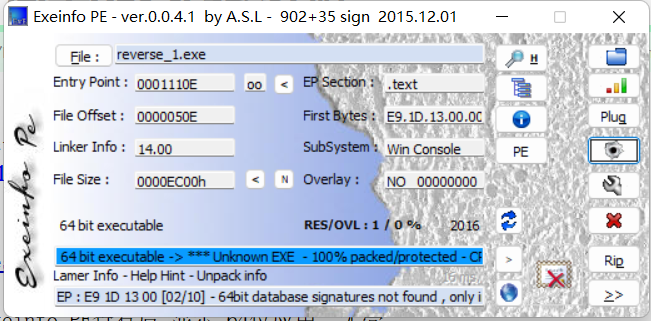 Exeinfo PE - ver.0.0.4.1 by A.S.L - 902+35 sign 2015.12.01
Exeinfo Pe
File : reverse_1.exe H
Entry Point : 0001110E oo < EP Section : .text
File Offset : 0000050E First Bytes : E9.1D.13.00.00 Plug
Linker Info : 14.00 SubSystem : Win Console PE
File Size : 0000EC00h < N Overlay : NO 00000000
64 bit executable RES/OVL : 1 / 0 % 2016
64 bit executable -> *** Unknown EXE - 100% packed/protected - CP > Rip
Lamer Info - Help Hint - Unpack info
EP : E9 1D 13 00 [02/10] - 64bit database signatures not found , only i >>